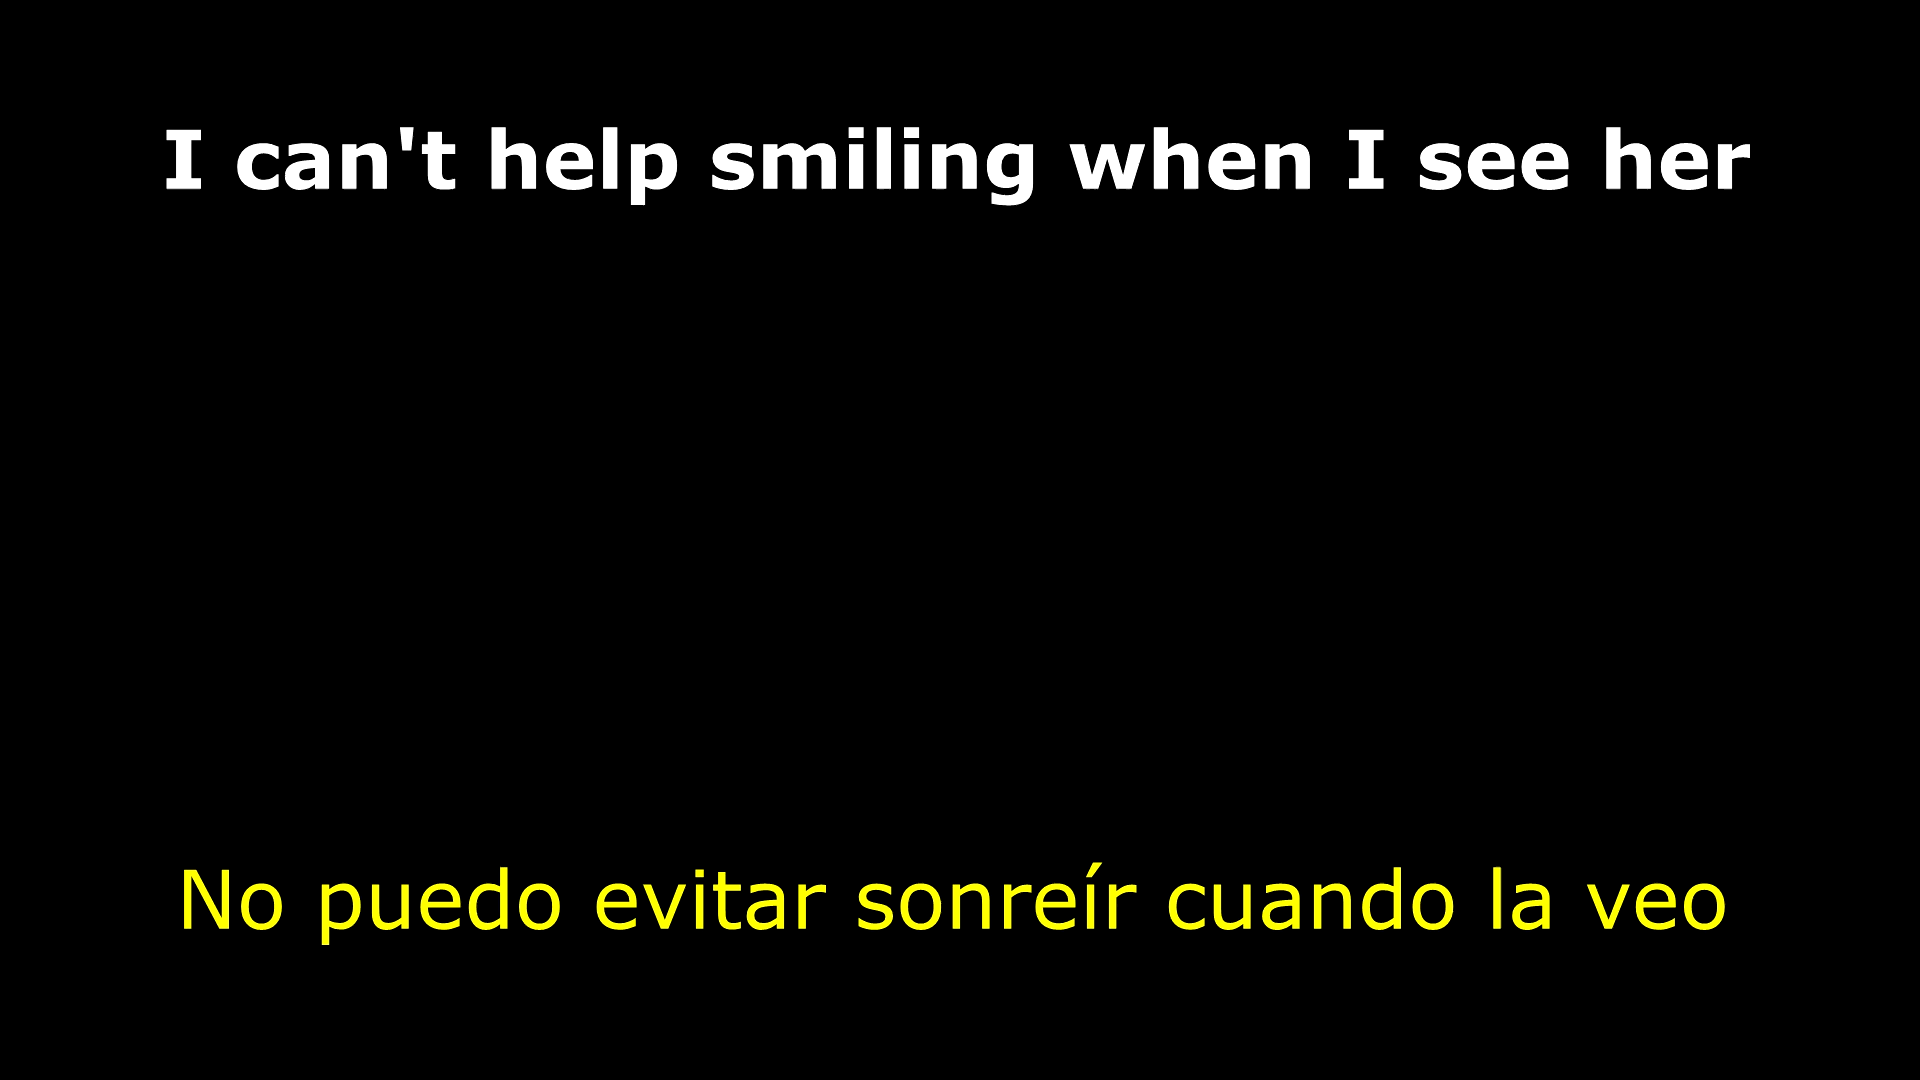 I can't help smiling when I see her
No puedo evitar sonreír cuando la veo